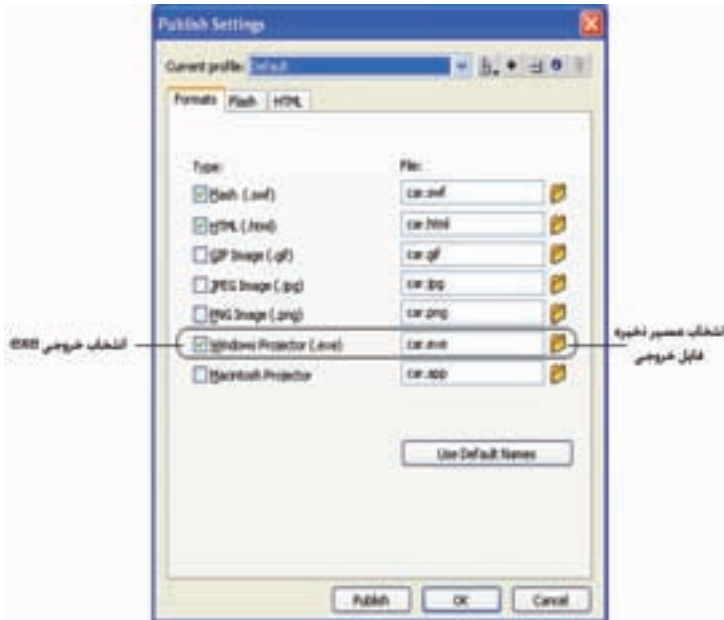 Publish Settings
Current profile: Default
Formats Flash HTML
Type: File:
Flash (.swf) car.swf
HTML (.html) car.html
GIF Image (.gif) car.gif
JPEG Image (.jpg) car.jpg
PNG Image (.png) car.png
انتخاب خروجی exe
Windows Projector (.exe) car.exe
انتخاب مسیر ذخیره
فایل خروجی
Macintosh Projector car.app
Use Default Names
Publish OK Cancel